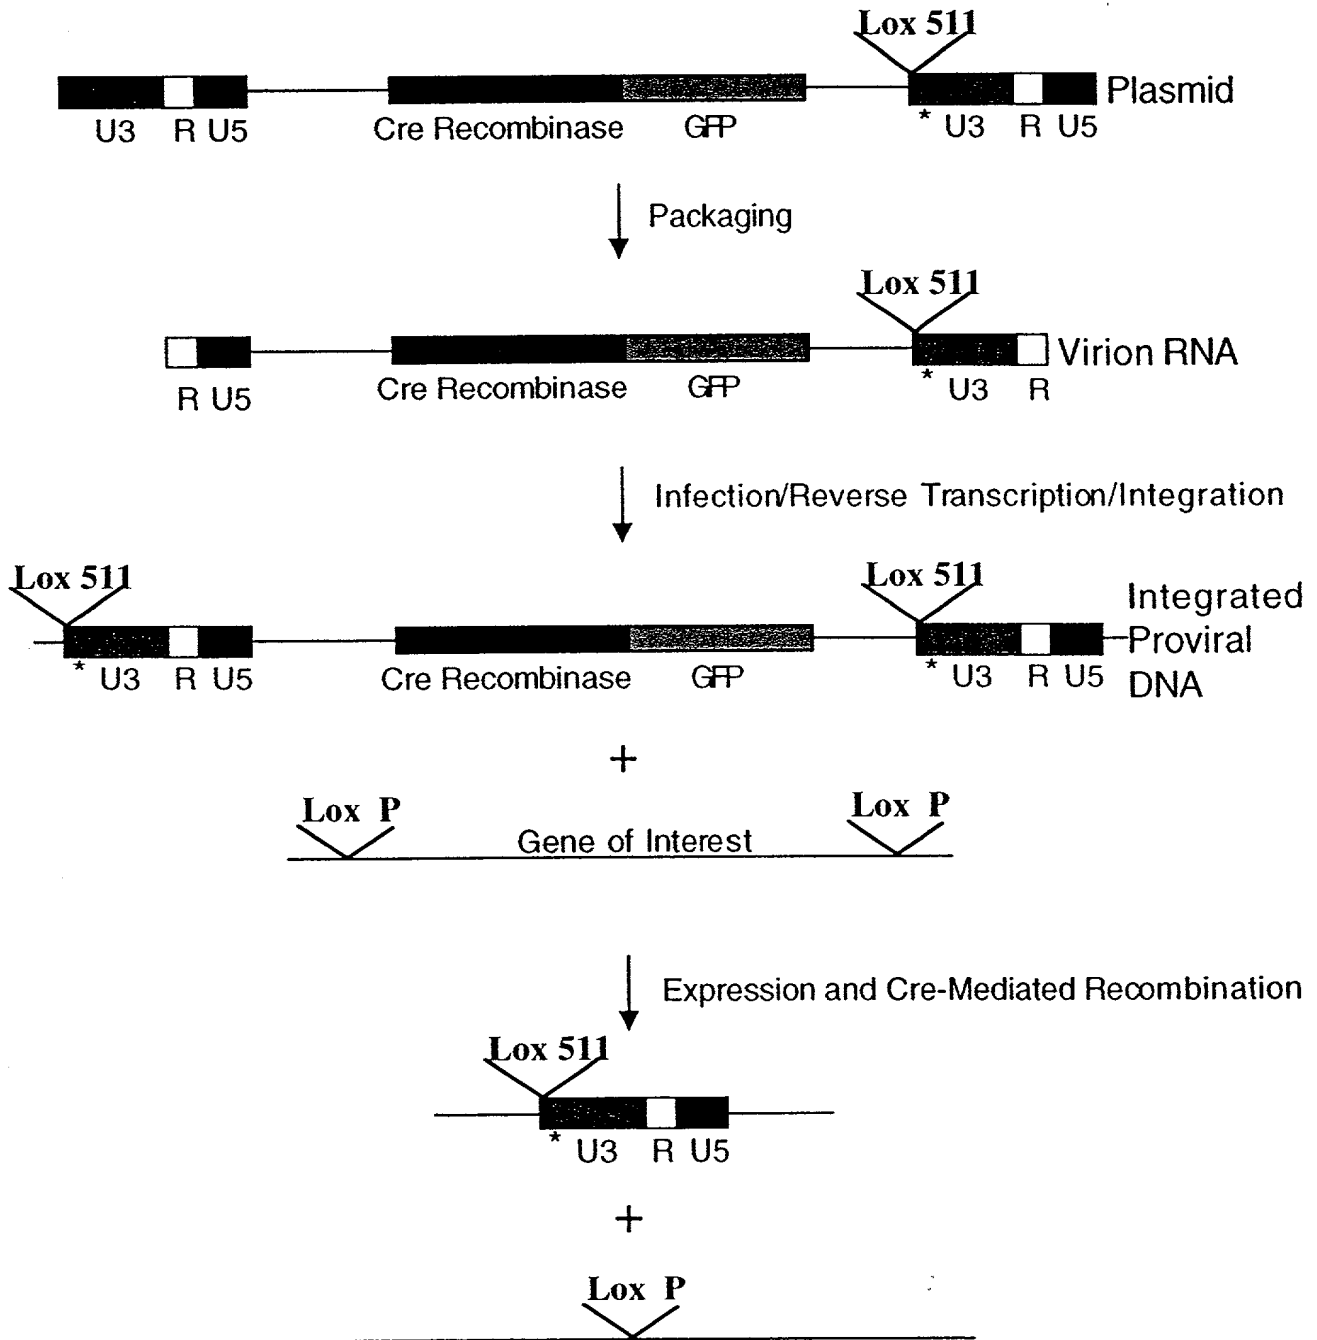 Lox 511
Plasmid
* U3 R U5
U3 R U5 Cre Recombinase GFP
Packaging
Lox 511
Virion RNA
R U5 Cre Recombinase GFP * U3 R
Infection/Reverse Transcription/Integration
Lox 511 Lox 511
Integrated
Proviral
DNA
* U3 R U5 Cre Recombinase GFP * U3 R U5
+
Lox P Lox P
Gene of Interest
Expression and Cre-Mediated Recombination
Lox 511
* U3 R U5
+
Lox P